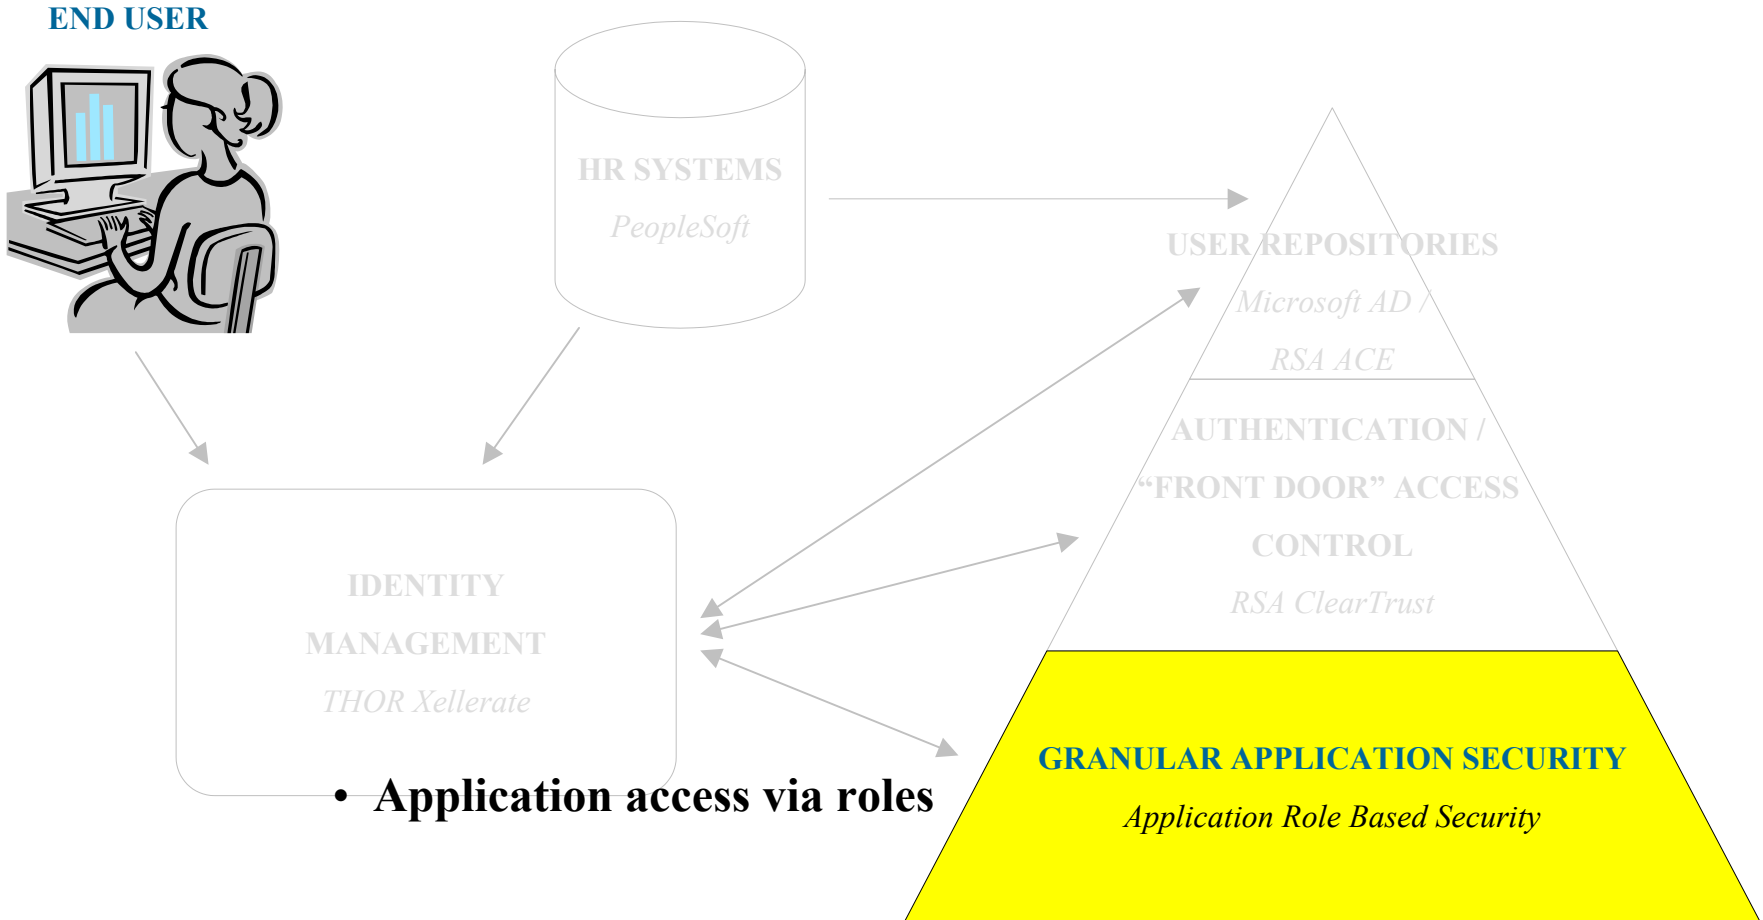 END USER
HR SYSTEMS
PeopleSoft
USER REPOSITORIES
Microsoft AD /
RSA ACE
AUTHENTICATION /
“FRONT DOOR” ACCESS
CONTROL
RSA ClearTrust
IDENTITY
MANAGEMENT
THOR Xellerate
• Application access via roles
GRANULAR APPLICATION SECURITY
Application Role Based Security